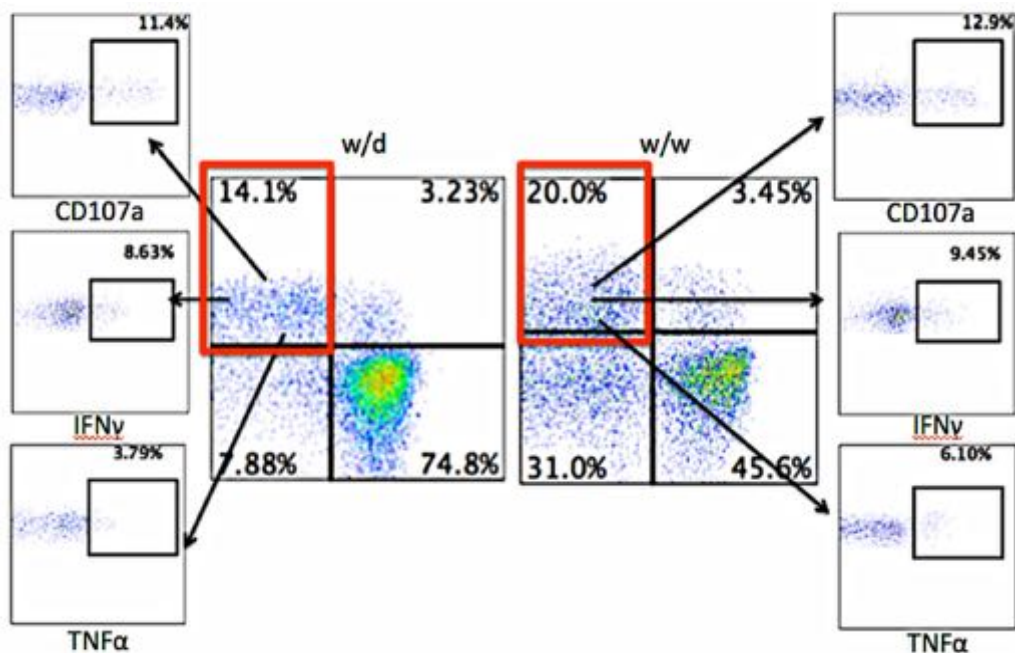 11.4%
CD107a
8.63%
IFNγ
3.79%
TNFα
w/d
14.1% 3.23%
7.88% 74.8%
w/w
20.0% 3.45%
31.0% 45.6%
12.9%
CD107a
9.45%
IFNγ
6.10%
TNFα